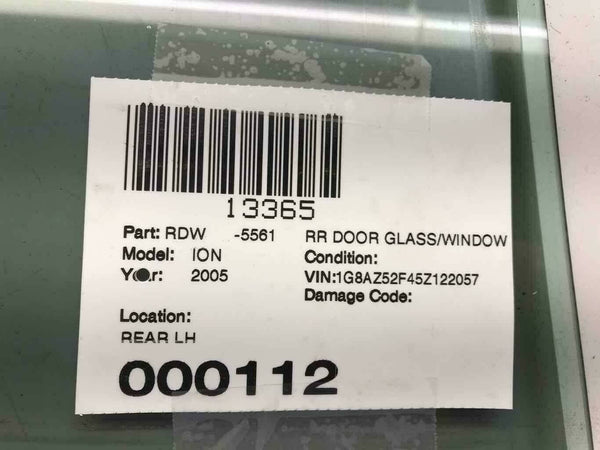 13365
Part: RDW -5561 RR DOOR GLASS/WINDOW
Model: ION Condition:
Year: 2005 VIN:1G8AZ52F45Z122057
Damage Code:
Location:
REAR LH
000112